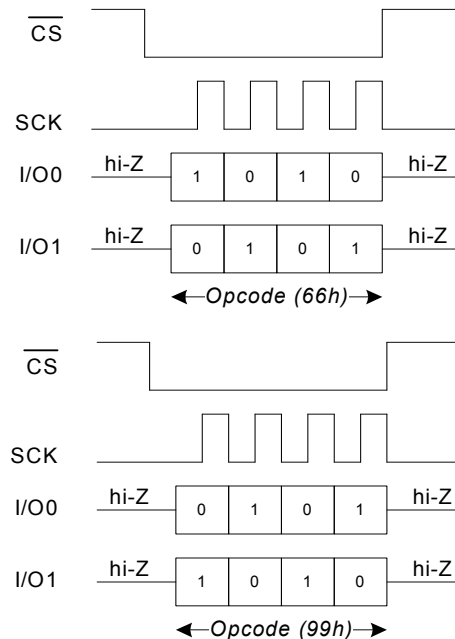 CS
SCK
hi-Z hi-Z
I/O0 1 0 1 0
hi-Z hi-Z
I/O1 0 1 0 1
Opcode (66h)
CS
SCK
hi-Z hi-Z
I/O0 0 1 0 1
hi-Z hi-Z
I/O1 1 0 1 0
Opcode (99h)